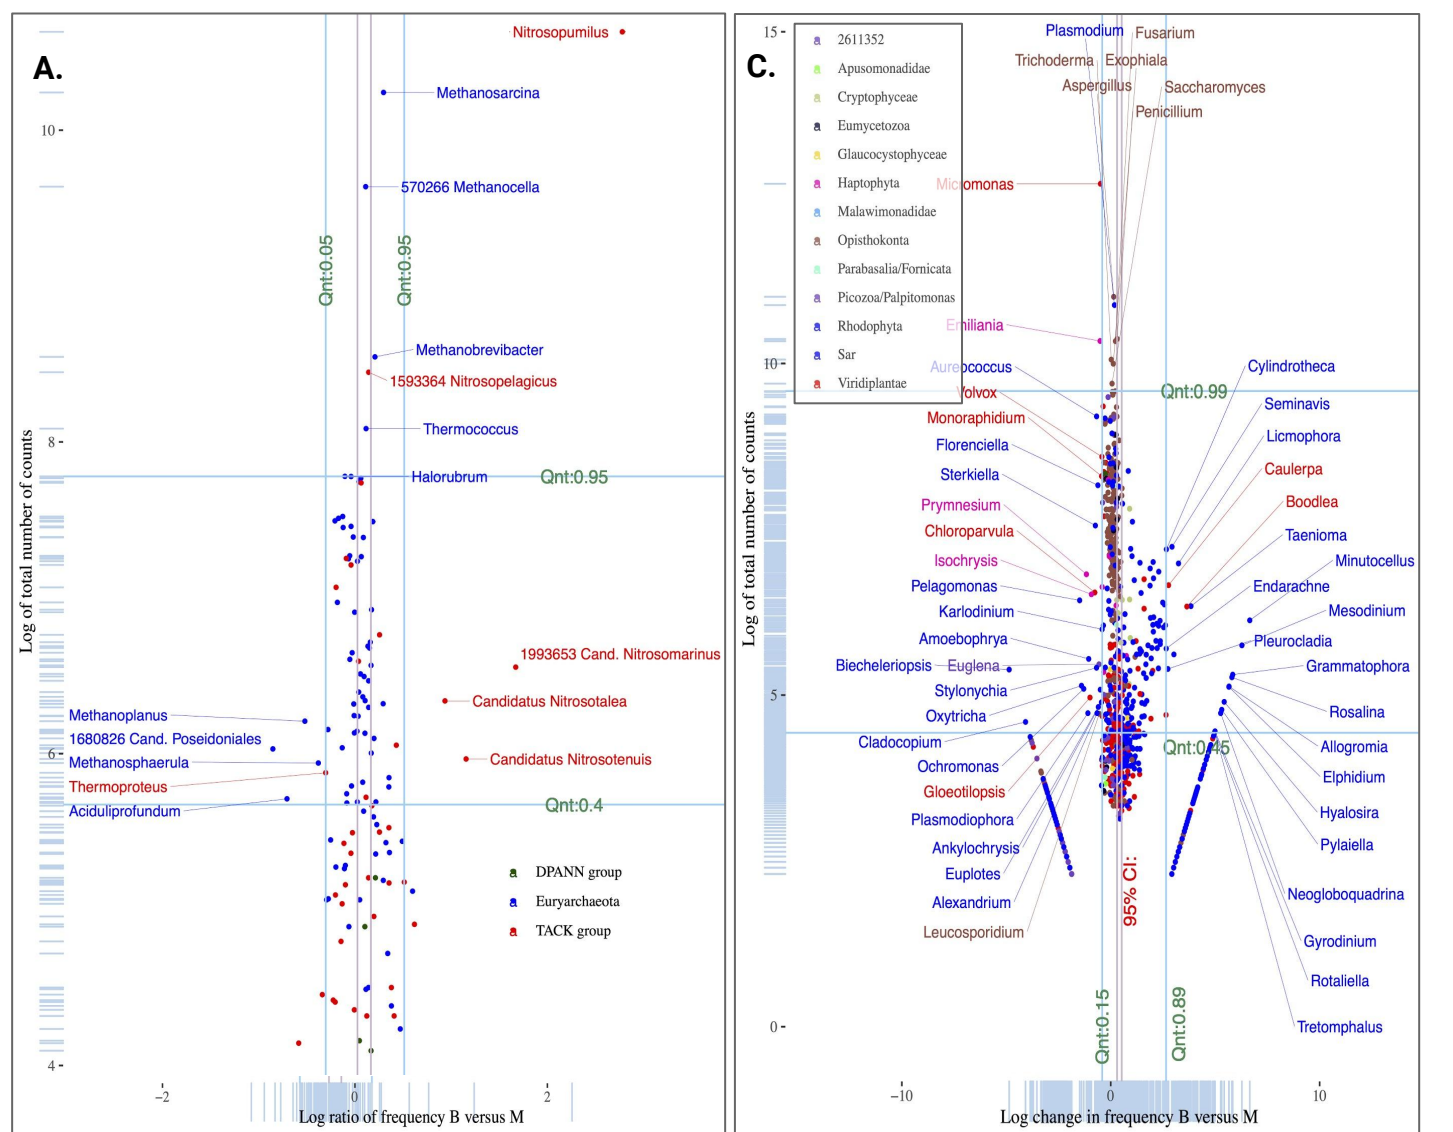 A.
Nitrosopumilus
Methanosarcina
10
570266 Methanocella
Qnt:0.05
Qnt:0.95
Methanobrevibacter
1593364 Nitrosopelagicus
Thermococcus
8
Halorubrum
Qnt:0.95
Log of total number of counts
1993653 Cand. Nitrosomarinus
Candidatus Nitrosotalea
Methanoplanus
1680826 Cand. Poseidoniales
6
Methanosphaerula
Candidatus Nitrosotenuis
Thermoproteus
Aciduliprofundum
Qnt:0.4
a DPANN group
a Euryarchaeota
a TACK group
4
−2
0
2
Log ratio of frequency B versus M
C.
15
a 2611352
a Apusomonadidae
a Cryptophyceae
a Eumycetozoa
a Glaucocystophyceae
a Haptophyta
a Malawimonadidae
a Opisthokonta
a Parabasalia/Fornicata
a Picozoa/Palpitomonas
a Rhodophyta
a Sar
a Viridiplantae
Plasmodium
Fusarium
Trichoderma
Exophiala
Aspergillus
Saccharomyces
Penicillium
Micromonas
Emiliania
10
Aureococcus
Volvox
Monoraphidium
Florenciella
Sterkiella
Prymnesium
Chloroparvula
Isochrysis
Pelagomonas
Karlodinium
Amoebophrya
Biecheleriopsis
Euglena
Stylonychia
Oxytricha
Cladocopium
Ochromonas
Gloeotilopsis
Plasmodiophora
Ankylochrysis
Euplotes
Alexandrium
Leucosporidium
Cylindrotheca
Qnt:0.99
Seminavis
Licmophora
Caulerpa
Boodlea
Taenioma
Minutocellus
Endarachne
Mesodinium
Pleurocladia
Grammatophora
Rosalina
Qnt:0.45
Allogromia
Elphidium
Hyalosira
Pylaiella
Neogloboquadrina
Gyrodinium
Rotaliella
Tretomphalus
Log of total number of counts
5
0
95% CI:
Qnt:0.15
Qnt:0.89
−10
0
10
Log change in frequency B versus M